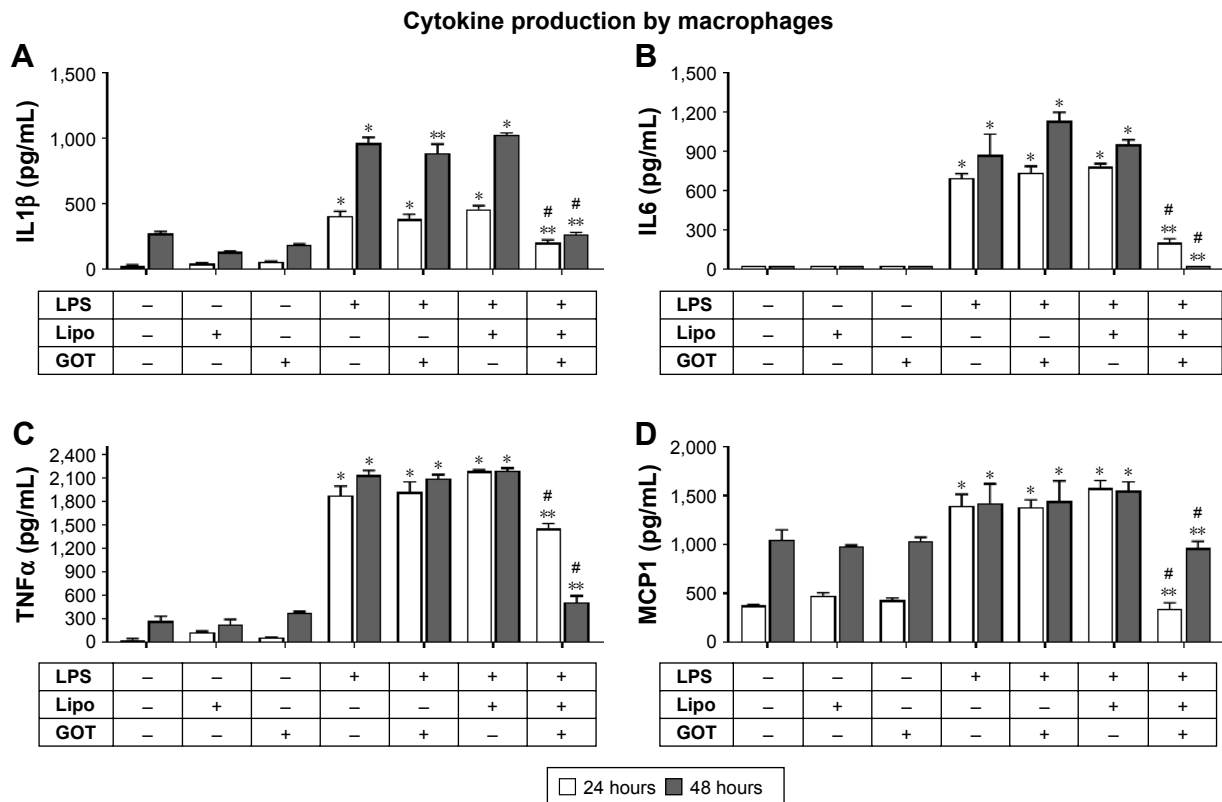 Cytokine production by macrophages
A
IL1β (pg/mL)
1,500
1,000
500
0
* * * ** * * # ** # **
LPS – – – + + + +
Lipo – + – – – + +
GOT – – + – + – +
B
IL6 (pg/mL)
1,500
1,200
900
600
300
0
* * * * * * # ** # **
LPS – – – + + + +
Lipo – + – – – + +
GOT – – + – + – +
C
TNFα (pg/mL)
2,400
2,100
1,800
1,500
1,200
900
600
300
0
* * * * * * # ** # **
LPS – – – + + + +
Lipo – + – – – + +
GOT – – + – + – +
D
MCP1 (pg/mL)
2,000
1,500
1,000
500
0
* * * * * * # ** # **
LPS – – – + + + +
Lipo – + – – – + +
GOT – – + – + – +
24 hours 48 hours